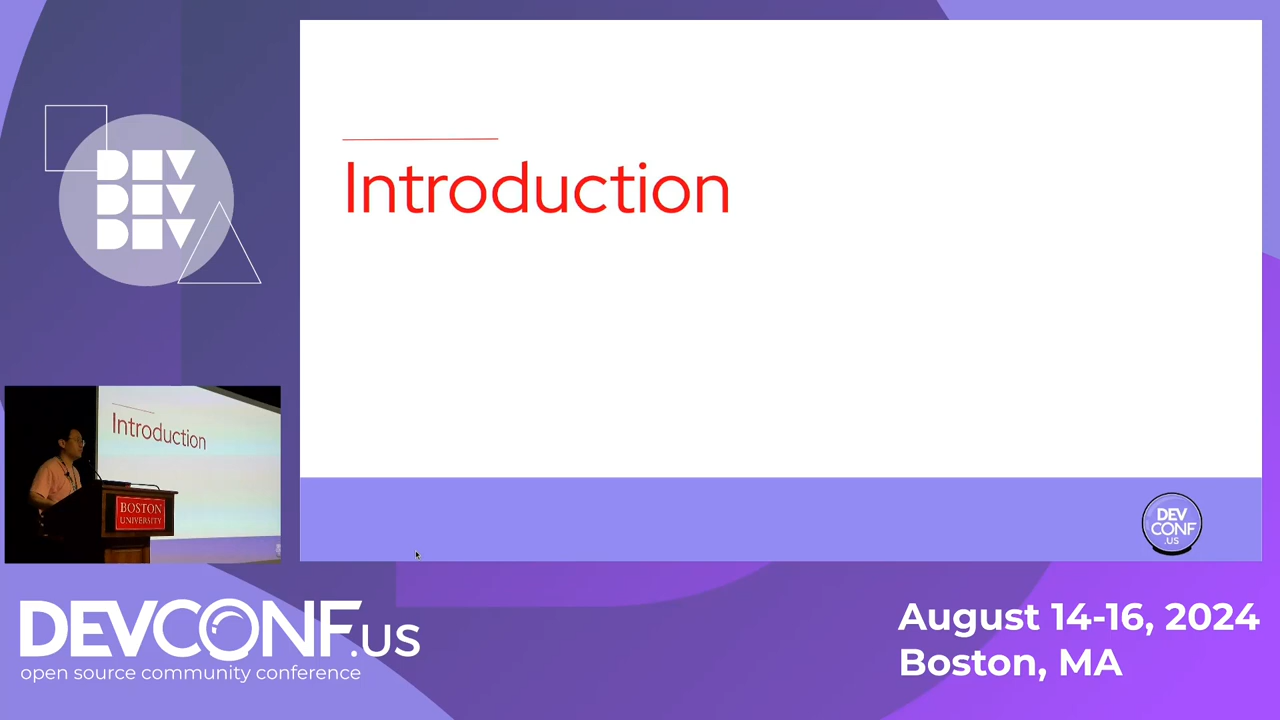 DEV
DEV
DEV
Introduction
Introduction
BOSTON
UNIVERSITY
DEV
CONF
.US
DEVCONF.US
open source community conference
August 14-16, 2024
Boston, MA